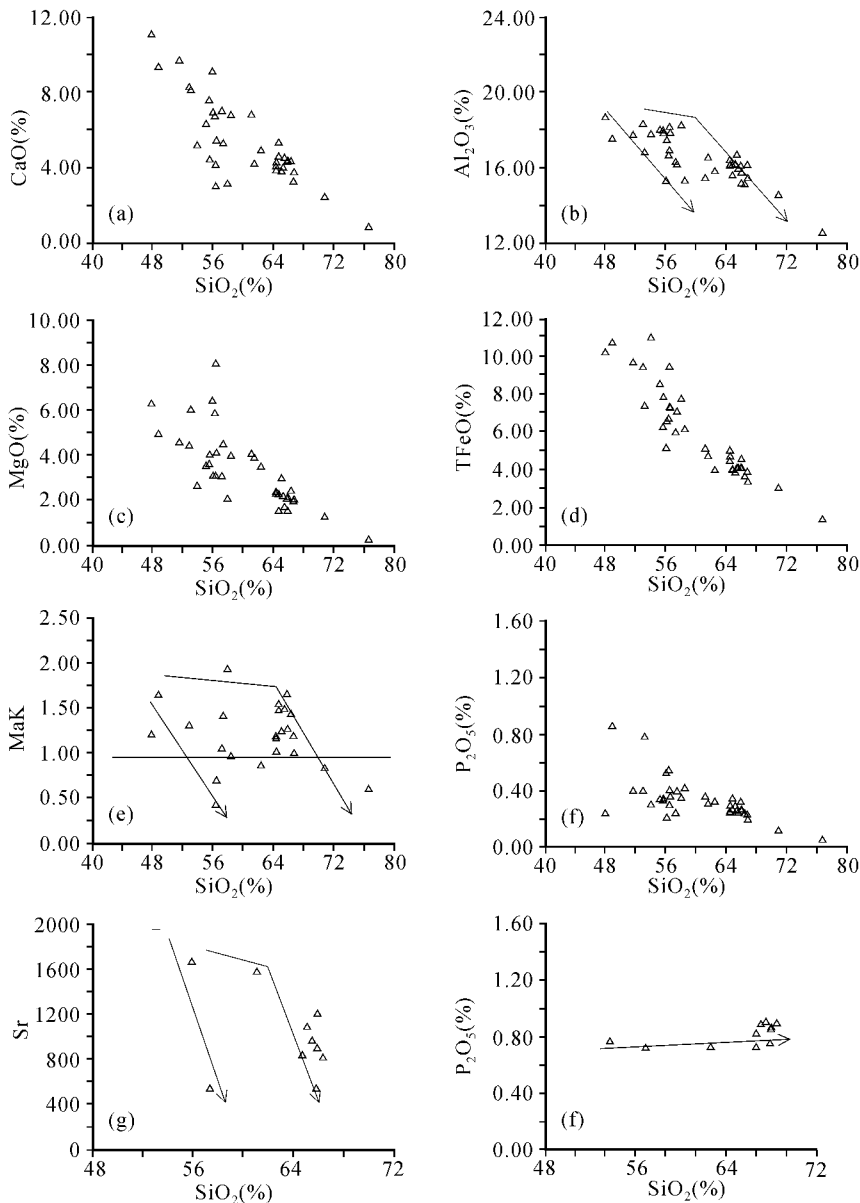 12.00
8.00
4.00
0.00
CaO(%)
(a)
40 48 56 64 72 80
SiO₂(%)
24.00
20.00
16.00
12.00
Al₂O₃(%)
(b)
40 48 56 64 72 80
SiO₂(%)
10.00
8.00
6.00
4.00
2.00
0.00
MgO(%)
(c)
40 48 56 64 72 80
SiO₂(%)
12.00
10.00
8.00
6.00
4.00
2.00
0.00
TFeO(%)
(d)
40 48 56 64 72 80
SiO₂(%)
2.50
2.00
1.50
1.00
0.50
0.00
MaK
(e)
40 48 56 64 72 80
SiO₂(%)
1.60
1.20
0.80
0.40
0.00
P₂O₅(%)
(f)
40 48 56 64 72 80
SiO₂(%)
2000
1600
1200
800
400
0
Sr
(g)
48 56 64 72
SiO₂(%)
1.60
1.20
0.80
0.40
0.00
P₂O₅(%)
(f)
48 56 64 72
SiO₂(%)